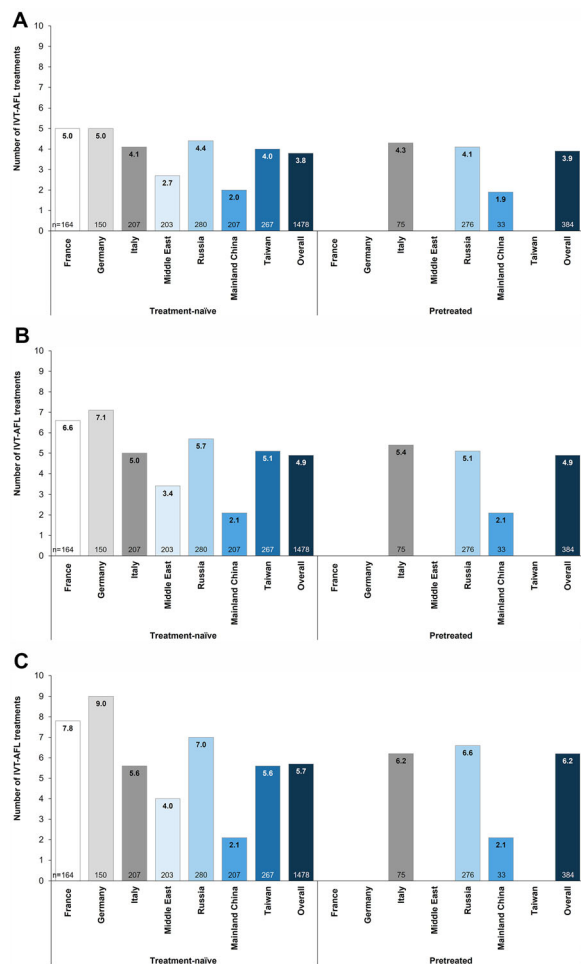 A
Number of IVT-AFL treatments
10
9
8
7
6
5
4
3
2
1
0
5.0 5.0 4.1 2.7 4.4 2.0 4.0 3.8 4.3 4.1 1.9 3.9
n=164 150 207 203 280 207 267 1478 75 276 33 384
France Germany Italy Middle East Russia Mainland China Taiwan Overall France Germany Italy Middle East Russia Mainland China Taiwan Overall
Treatment-naïve Pretreated
B
Number of IVT-AFL treatments
10
9
8
7
6
5
4
3
2
1
0
6.6 7.1 5.0 3.4 5.7 2.1 5.1 4.9 5.4 5.1 2.1 4.9
n=164 150 207 203 280 207 267 1478 75 276 33 384
France Germany Italy Middle East Russia Mainland China Taiwan Overall France Germany Italy Middle East Russia Mainland China Taiwan Overall
Treatment-naïve Pretreated
C
Number of IVT-AFL treatments
10
9
8
7
6
5
4
3
2
1
0
7.8 9.0 5.6 4.0 7.0 2.1 5.6 5.7 6.2 6.6 2.1 6.2
n=164 150 207 203 280 207 267 1478 75 276 33 384
France Germany Italy Middle East Russia Mainland China Taiwan Overall France Germany Italy Middle East Russia Mainland China Taiwan Overall
Treatment-naïve Pretreated